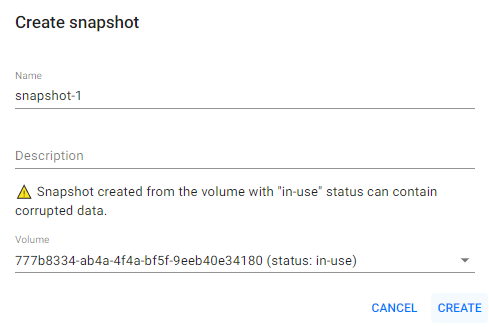 Create snapshot
Name
snapshot-1
Description
Snapshot created from the volume with "in-use" status can contain
corrupted data.
Volume
777b8334-ab4a-4f4a-bf5f-9eeb40e34180 (status: in-use)
CANCEL CREATE